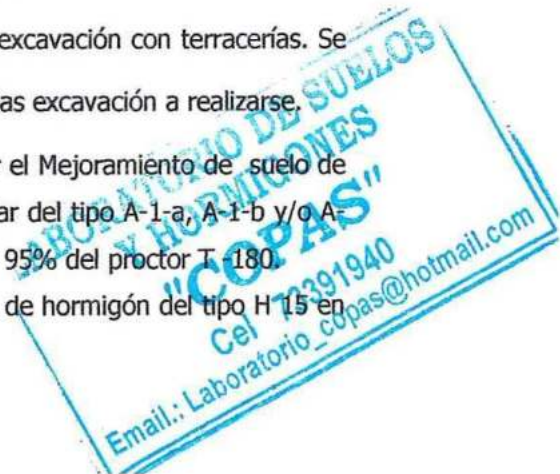 excavación con terracerías. Se
as excavación a realizarse.
el Mejoramiento de suelo de
ar del tipo A-1-a, A-1-b y/o A-
95% del proctor T -180.
de hormigón del tipo H 15 en
LABORATORIO DE SUELOS
Y HORMIGONES
"COPAS"
Cel 72391940
Email.: Laboratorio_copas@hotmail.com